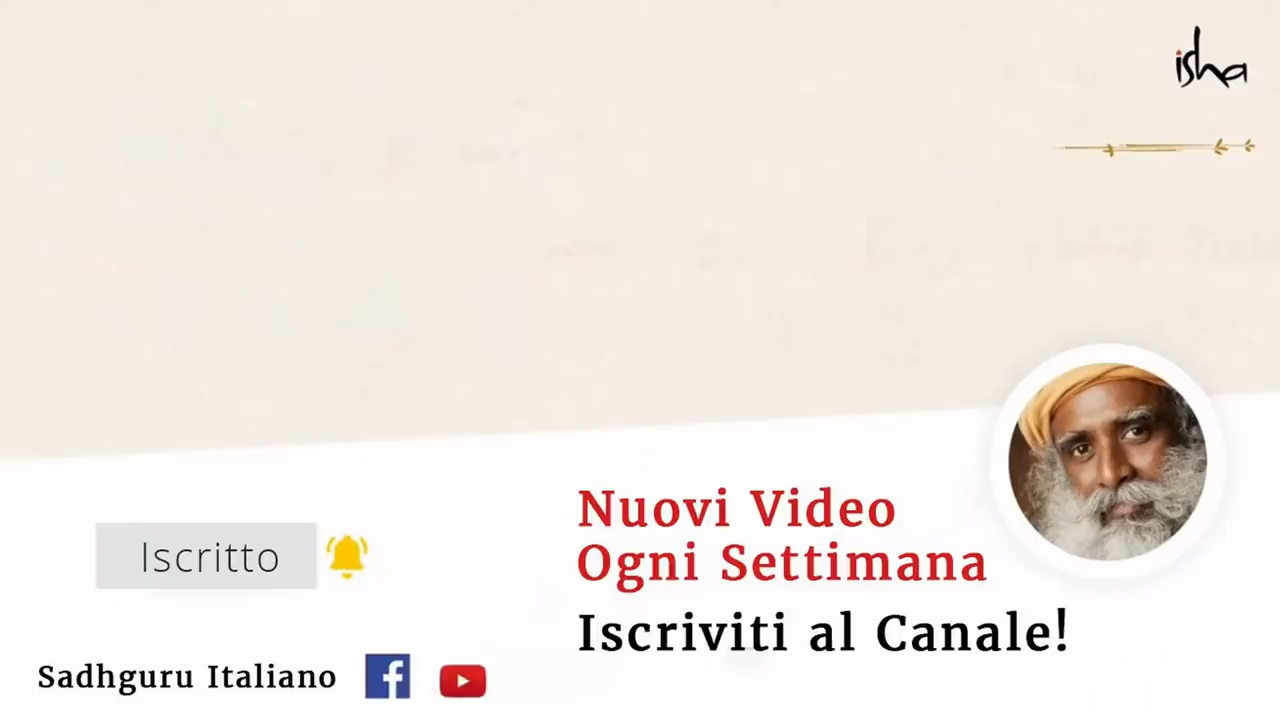 isha
Nuovi Video
Ogni Settimana
Iscritto
Iscriviti al Canale!
Sadhguru Italiano